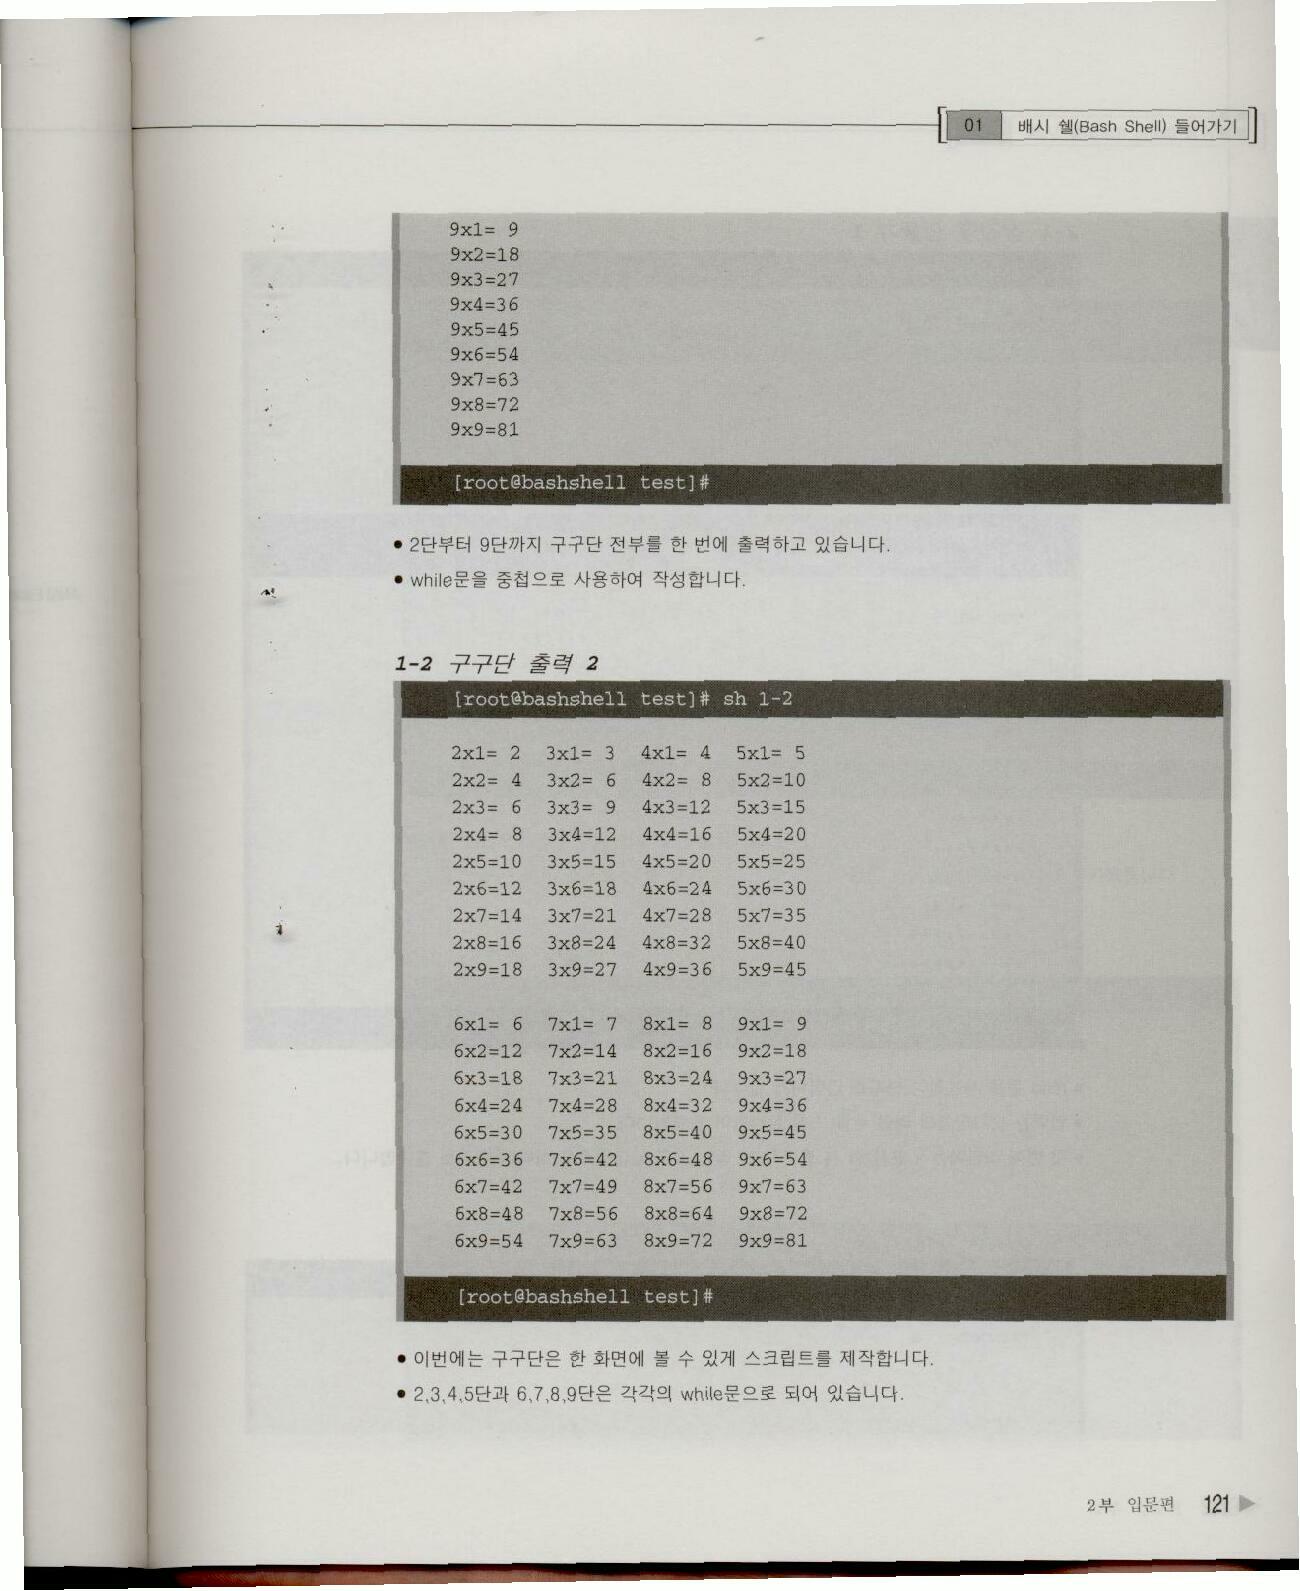 01 배시 쉘(Bash Shell) 들어가기
9x1= 9
9x2=18
9x3=27
9x4=36
9x5=45
9x6=54
9x7=63
9x8=72
9x9=81
[root@bashshell test]#
• 2단부터 9단까지 구구단 전부를 한 번에 출력하고 있습니다.
• while문을 중첩으로 사용하여 작성합니다.
1-2 구구단 출력 2
[root@bashshell test]# sh 1-2
2x1= 2 3x1= 3 4x1= 4 5x1= 5
2x2= 4 3x2= 6 4x2= 8 5x2=10
2x3= 6 3x3= 9 4x3=12 5x3=15
2x4= 8 3x4=12 4x4=16 5x4=20
2x5=10 3x5=15 4x5=20 5x5=25
2x6=12 3x6=18 4x6=24 5x6=30
2x7=14 3x7=21 4x7=28 5x7=35
2x8=16 3x8=24 4x8=32 5x8=40
2x9=18 3x9=27 4x9=36 5x9=45
6x1= 6 7x1= 7 8x1= 8 9x1= 9
6x2=12 7x2=14 8x2=16 9x2=18
6x3=18 7x3=21 8x3=24 9x3=27
6x4=24 7x4=28 8x4=32 9x4=36
6x5=30 7x5=35 8x5=40 9x5=45
6x6=36 7x6=42 8x6=48 9x6=54
6x7=42 7x7=49 8x7=56 9x7=63
6x8=48 7x8=56 8x8=64 9x8=72
6x9=54 7x9=63 8x9=72 9x9=81
[root@bashshell test]#
• 이번에는 구구단은 한 화면에 볼 수 있게 스크립트를 제작합니다.
• 2,3,4,5단과 6,7,8,9단은 각각의 while문으로 되어 있습니다.
2부 입문편 121